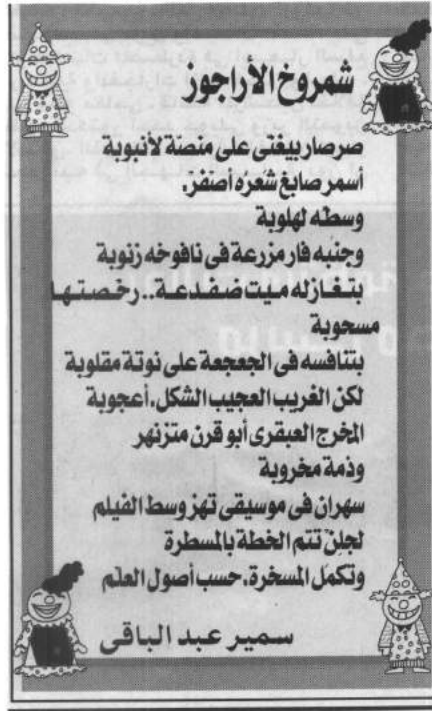 شمروخ الأراجوز
صرصار بيغنى على منصة لأنبوبة
أسمر صابغ شعره أصفر.
وسطه لهلوبة
وجنبه فار مزرعة فى نافوخه زنوبة
بتغازله ميت ضفدعة.. رخصتها
مسحوبة
بتنافسه فى الجعجعة على نوتة مقلوبة
لكن الغريب العجيب الشكل. أعجوبة
المخرج العبقرى أبو قرن متزنهر
وذمة مخروبة
سهران فى موسيقى تهز وسط الفيلم
لجلن تتم الخطة بالمسطرة
وتكمل المسخرة. حسب أصول العلم
سمير عبد الباقى